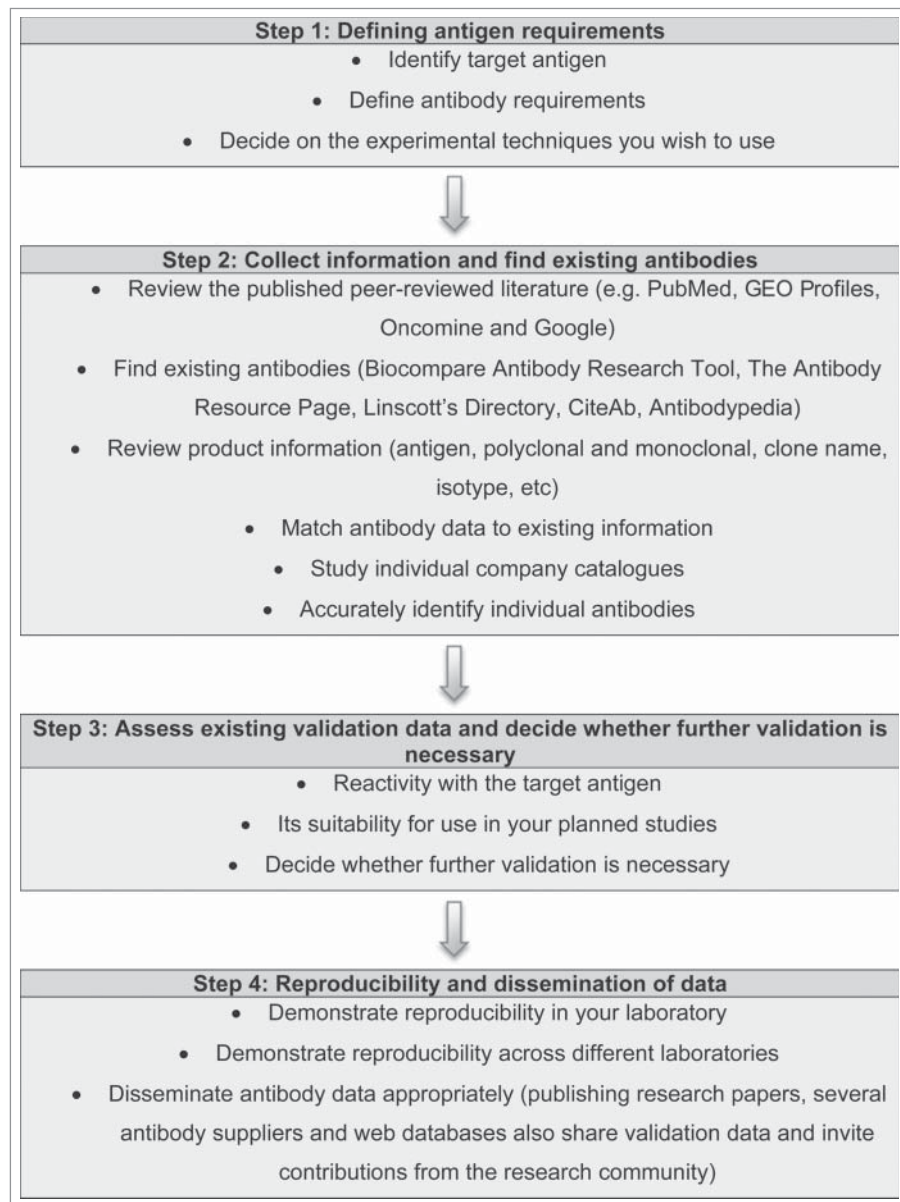 Step 1: Defining antigen requirements
• Identify target antigen
• Define antibody requirements
• Decide on the experimental techniques you wish to use
Step 2: Collect information and find existing antibodies
• Review the published peer-reviewed literature (e.g. PubMed, GEO Profiles,
Oncomine and Google)
• Find existing antibodies (Biocompare Antibody Research Tool, The Antibody
Resource Page, Linscott's Directory, CiteAb, Antibodypedia)
• Review product information (antigen, polyclonal and monoclonal, clone name,
isotype, etc)
• Match antibody data to existing information
• Study individual company catalogues
• Accurately identify individual antibodies
Step 3: Assess existing validation data and decide whether further validation is
necessary
• Reactivity with the target antigen
• Its suitability for use in your planned studies
• Decide whether further validation is necessary
Step 4: Reproducibility and dissemination of data
• Demonstrate reproducibility in your laboratory
• Demonstrate reproducibility across different laboratories
• Disseminate antibody data appropriately (publishing research papers, several
antibody suppliers and web databases also share validation data and invite
contributions from the research community)